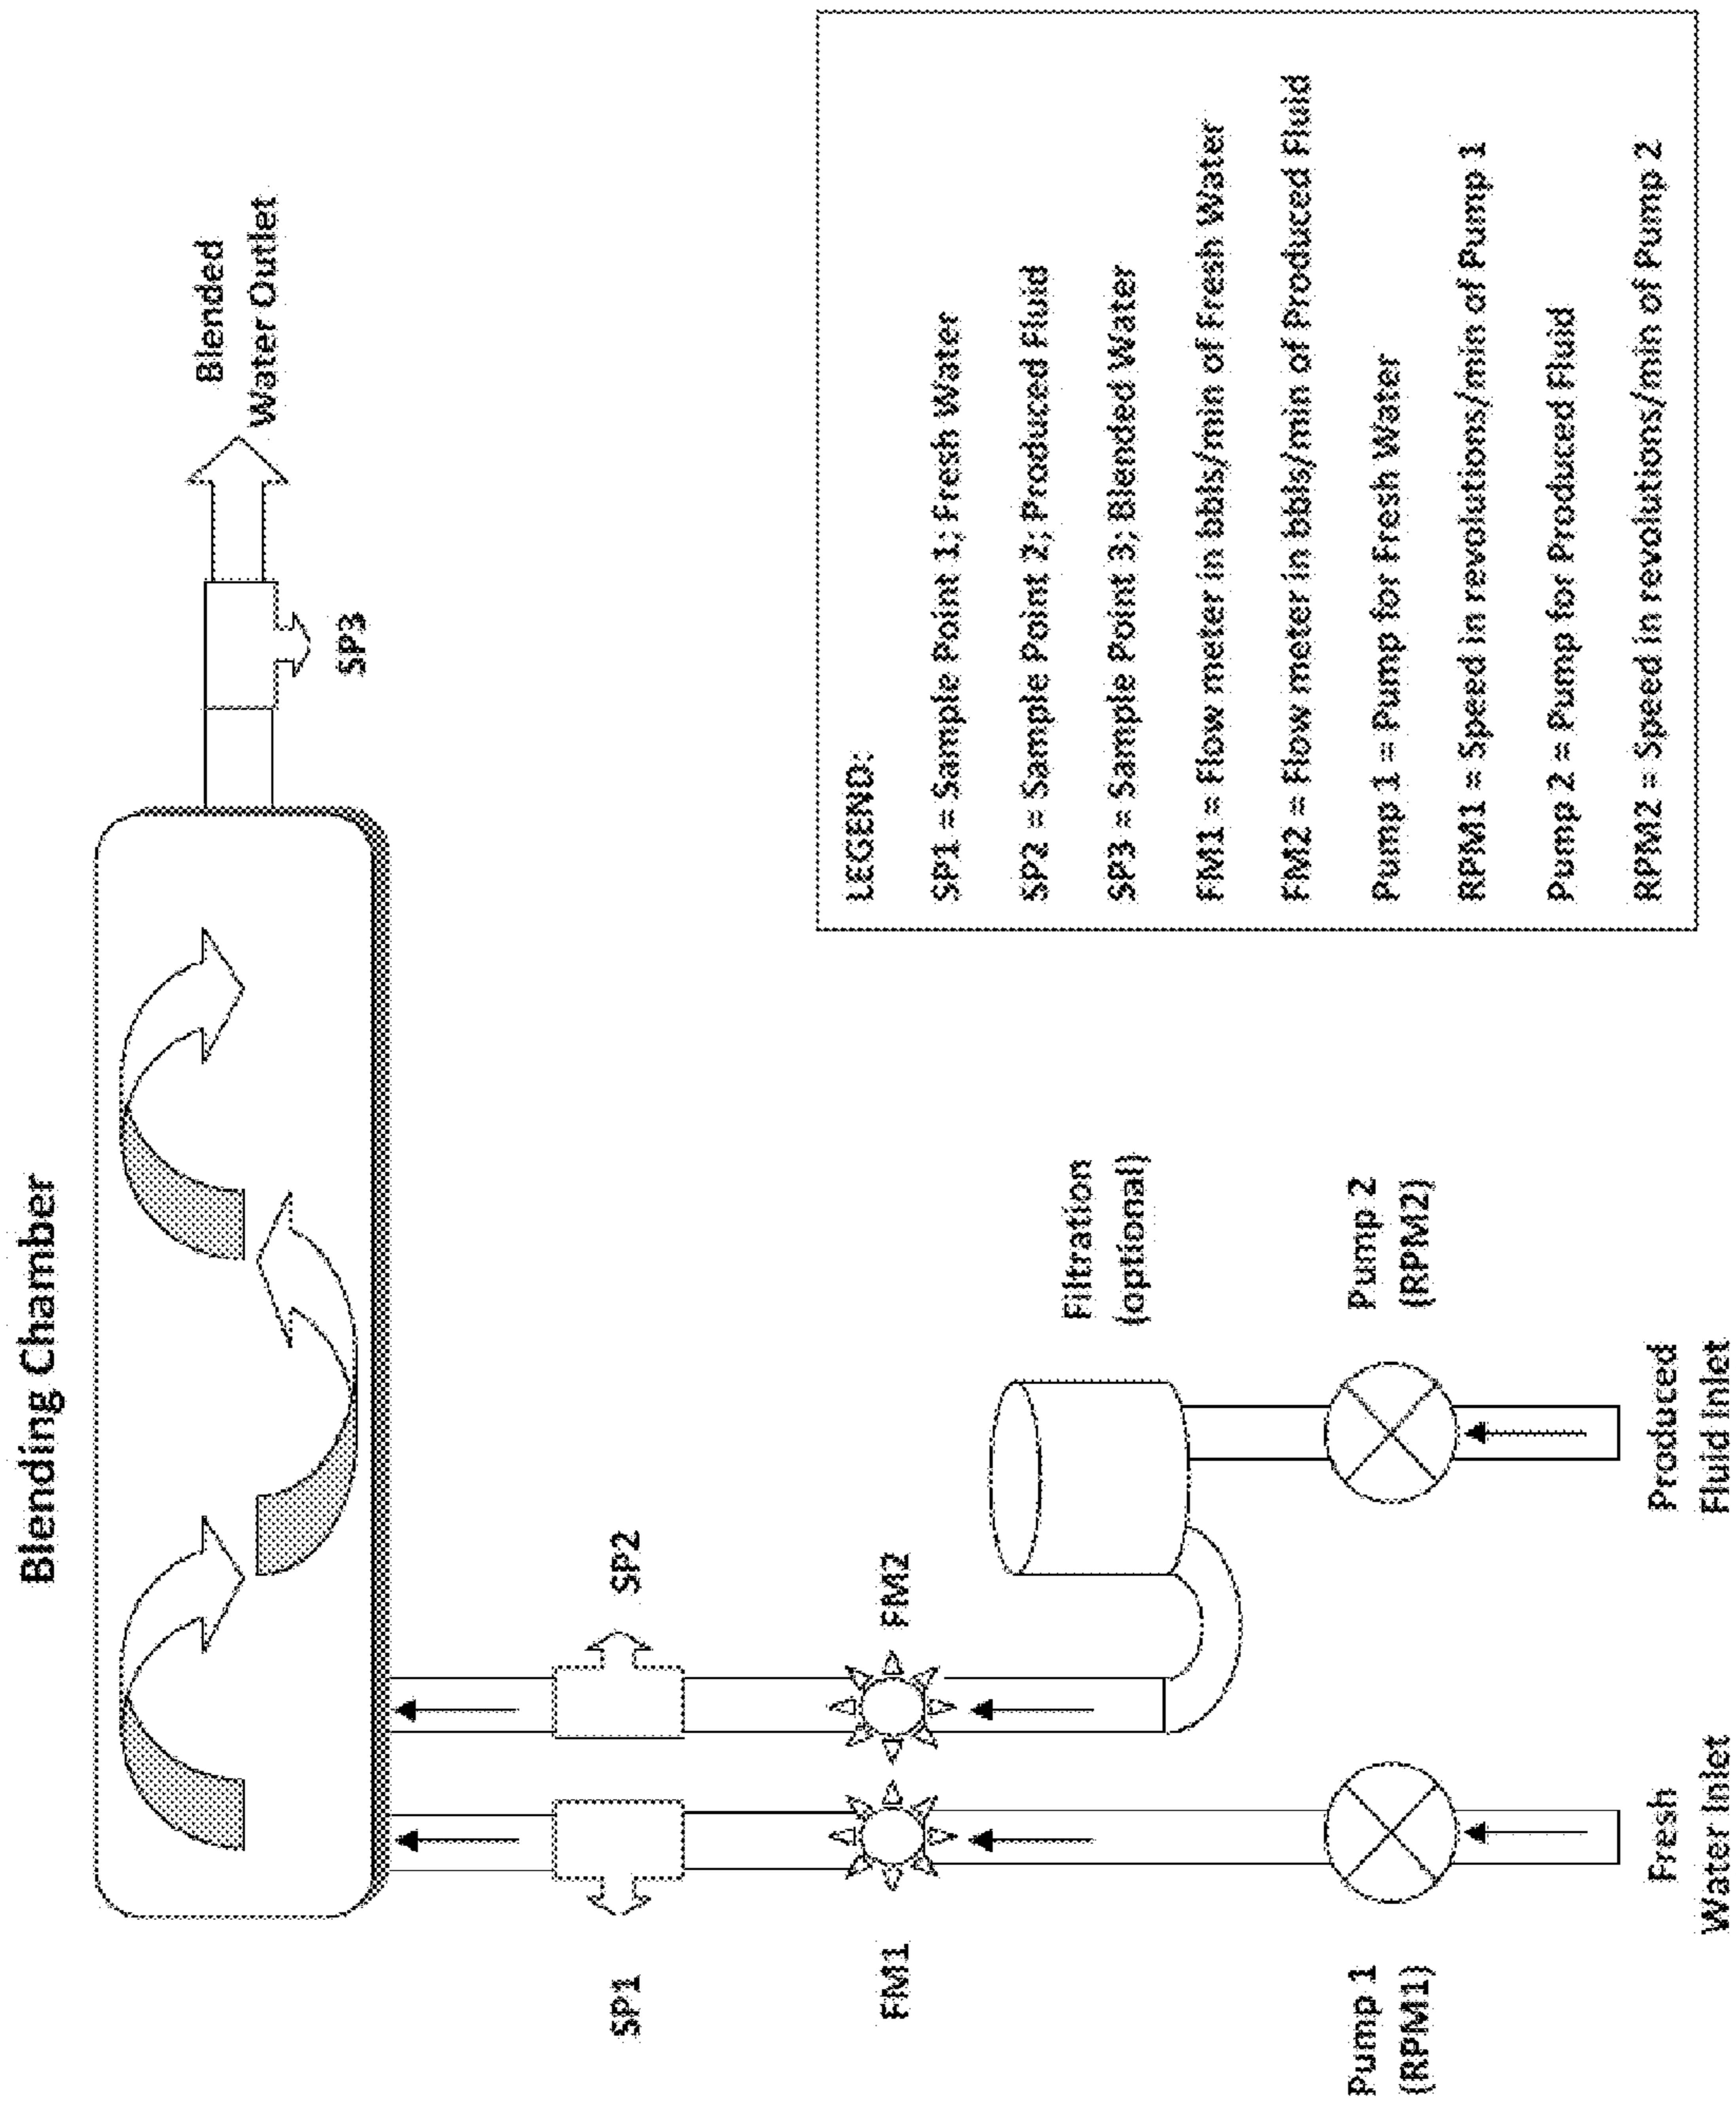 Blending Chamber
Blended
Water Outlet
SP3
SP1
SP2
FM1
FM2
Filtration
(optional)
Pump 1
(RPM1)
Pump 2
(RPM2)
Fresh
Water Inlet
Produced
Fluid Inlet
LEGEND:
SP1 = Sample Point 1; Fresh Water
SP2 = Sample Point 2; Produced Fluid
SP3 = Sample Point 3; Blended Water
FM1 = Flow meter in bbls/min of Fresh Water
FM2 = Flow meter in bbls/min of Produced Fluid
Pump 1 = Pump for Fresh Water
RPM1 = Speed in revolutions/min of Pump 1
Pump 2 = Pump for Produced Fluid
RPM2 = Speed in revolutions/min of Pump 2